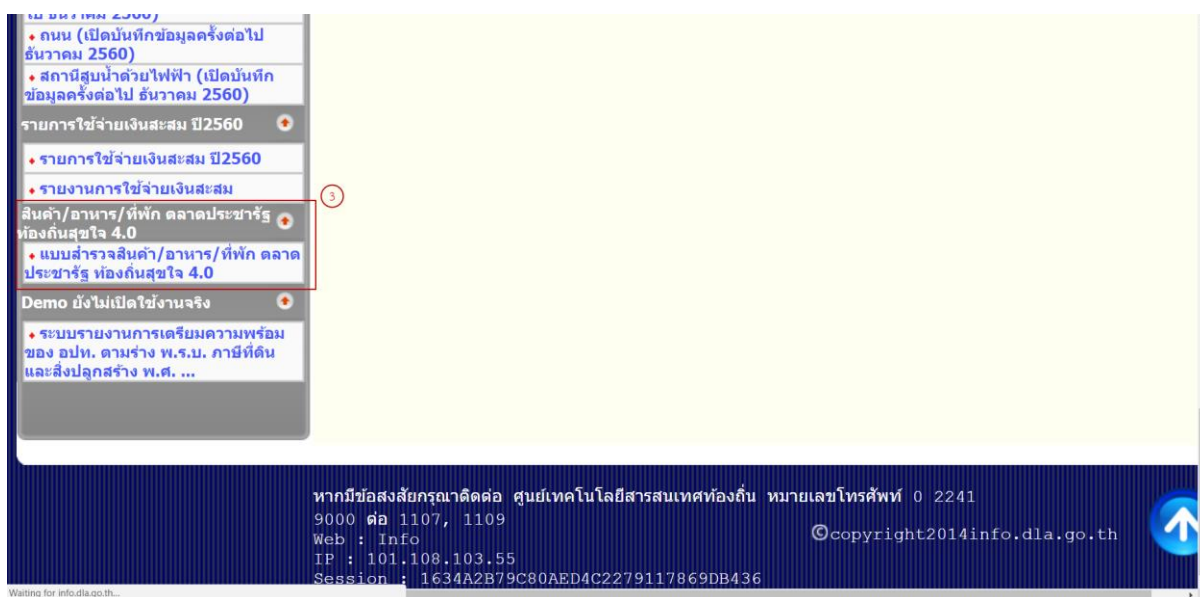 ไป ธันวาคม 2560)
ถนน (เปิดบันทึกข้อมูลครั้งต่อไป
ธันวาคม 2560)
สถานีสูบน้ำด้วยไฟฟ้า (เปิดบันทึก
ข้อมูลครั้งต่อไป ธันวาคม 2560)
รายการใช้จ่ายเงินสะสม ปี2560
รายการใช้จ่ายเงินสะสม ปี2560
รายงานการใช้จ่ายเงินสะสม
3
สินค้า/อาหาร/ที่พัก ตลาดประชารัฐ
ท้องถิ่นสุขใจ 4.0
แบบสำรวจสินค้า/อาหาร/ที่พัก ตลาด
ประชารัฐ ท้องถิ่นสุขใจ 4.0
Demo ยังไม่เปิดใช้งานจริง
ระบบรายงานการเตรียมความพร้อม
ของ อปท. ตามร่าง พ.ร.บ. ภาษีที่ดิน
และสิ่งปลูกสร้าง พ.ศ. ...
หากมีข้อสงสัยกรุณาติดต่อ ศูนย์เทคโนโลยีสารสนเทศท้องถิ่น หมายเลขโทรศัพท์ 0 2241
9000 ต่อ 1107, 1109
Web : Info
©copyright2014info.dla.go.th
IP : 101.108.103.55
Session : 1634A2B79C80AED4C2279117869DB436
Waiting for info.dla.go.th...